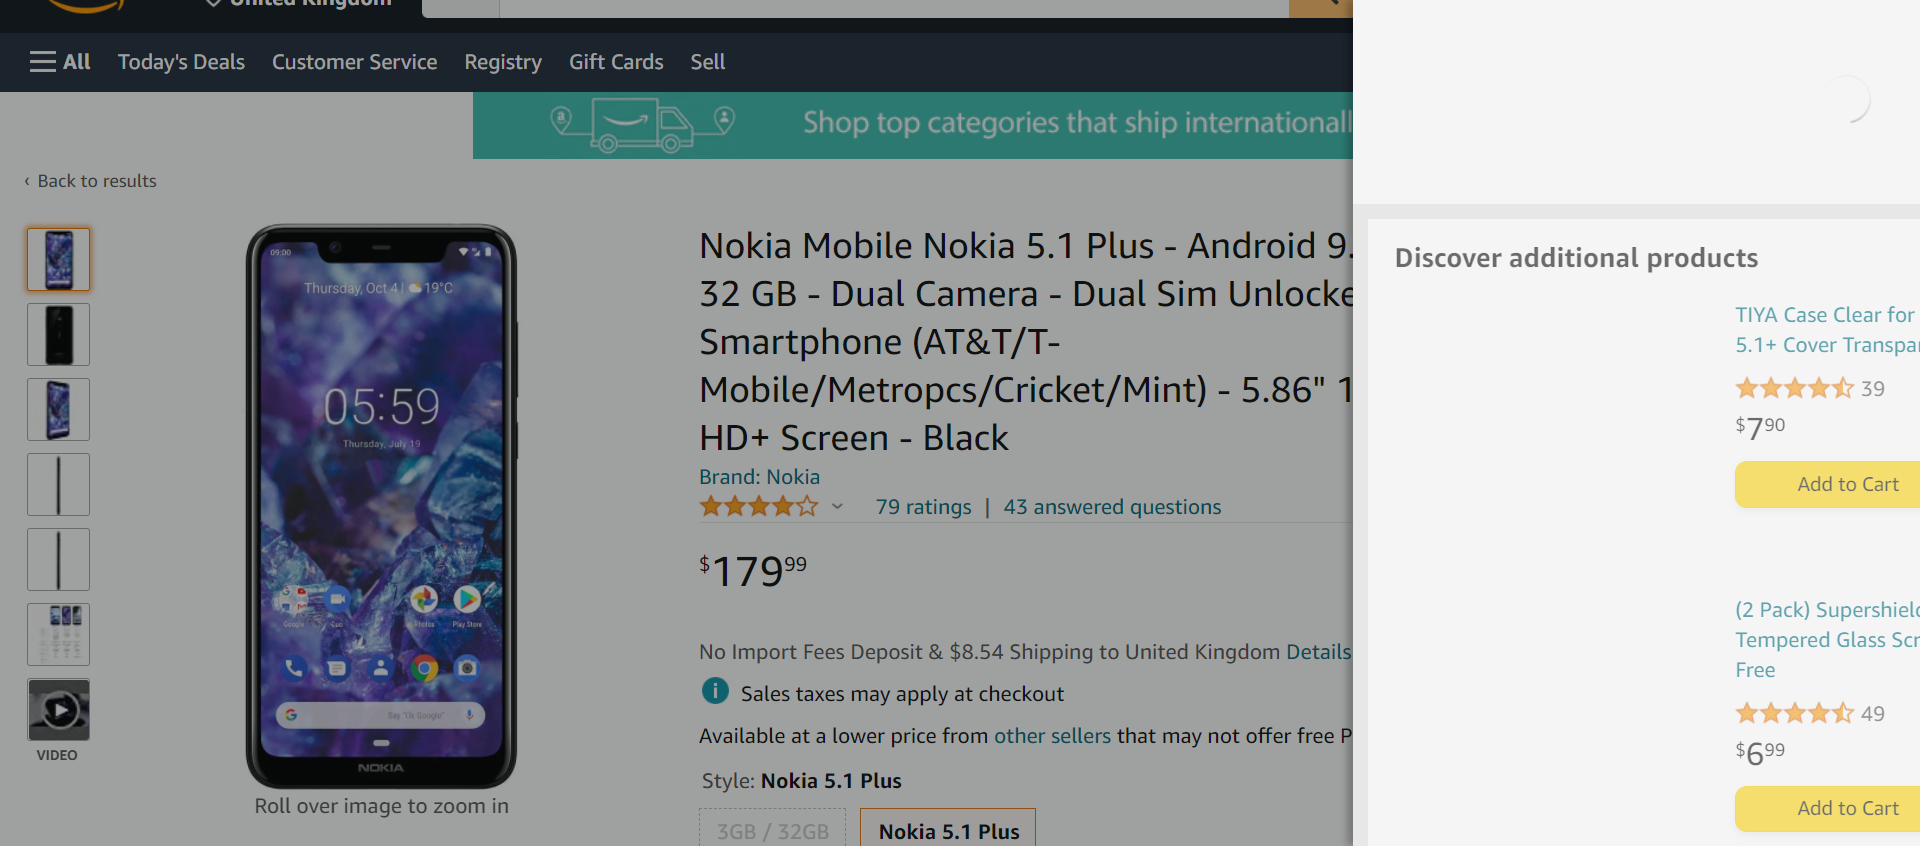 United Kingdom
All Today's Deals Customer Service Registry Gift Cards Sell
Shop top categories that ship internationall
‹ Back to results
Nokia Mobile Nokia 5.1 Plus - Android 9.
32 GB - Dual Camera - Dual Sim Unlocke
Smartphone (AT&T/T-
Mobile/Metropcs/Cricket/Mint) - 5.86" 1
HD+ Screen - Black
Brand: Nokia
79 ratings | 43 answered questions
$179.99
No Import Fees Deposit & $8.54 Shipping to United Kingdom Details
Sales taxes may apply at checkout
Available at a lower price from other sellers that may not offer free P
Style: Nokia 5.1 Plus
3GB / 32GB
Nokia 5.1 Plus
09:00
Thursday, Oct 4 | 19°C
05:59
Thursday, July 19
Google
Duo
Photos
Play Store
Say "Ok Google"
NOKIA
Roll over image to zoom in
VIDEO
Discover additional products
TIYA Case Clear for
5.1+ Cover Transpar
39
$7.90
Add to Cart
(2 Pack) Supershield
Tempered Glass Scr
Free
49
$6.99
Add to Cart